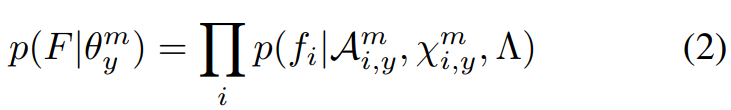 p(F|θ_y^m) = ∏_i p(f_i|𝒜_{i,y}^m, χ_{i,y}^m, Λ) (2)